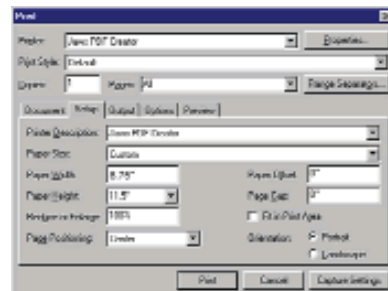 Print
Printer: Jaws PDF Creator Properties...
Print Style: Default
Copies: 1 Pages: All Range Separings...
Document Setup Output Options Preview
Printer Description: Jaws PDF Creator
Paper Size: Custom
Paper Width: 8.76" Paper Offset: 0"
Paper Height: 11.5" Page Gap: 0"
Reduce or Enlarge: 100% Fit in Print Area
Page Positioning: Center Orientation: Portrait
Landscape
Print Cancel Capture Settings